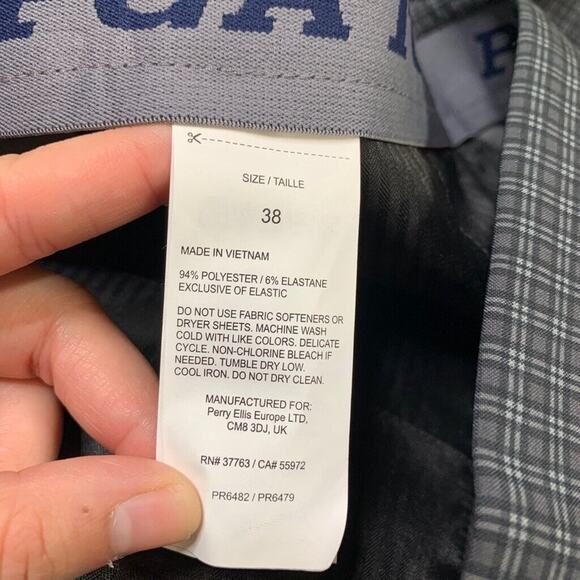 PGA T
SIZE / TAILLE
38
MADE IN VIETNAM
94% POLYESTER / 6% ELASTANE
EXCLUSIVE OF ELASTIC
DO NOT USE FABRIC SOFTENERS OR
DRYER SHEETS. MACHINE WASH
COLD WITH LIKE COLORS. DELICATE
CYCLE. NON-CHLORINE BLEACH IF
NEEDED. TUMBLE DRY LOW.
COOL IRON. DO NOT DRY CLEAN.
MANUFACTURED FOR:
Perry Ellis Europe LTD,
CM8 3DJ, UK
RN# 37763 / CA# 55972
PR6482 / PR6479